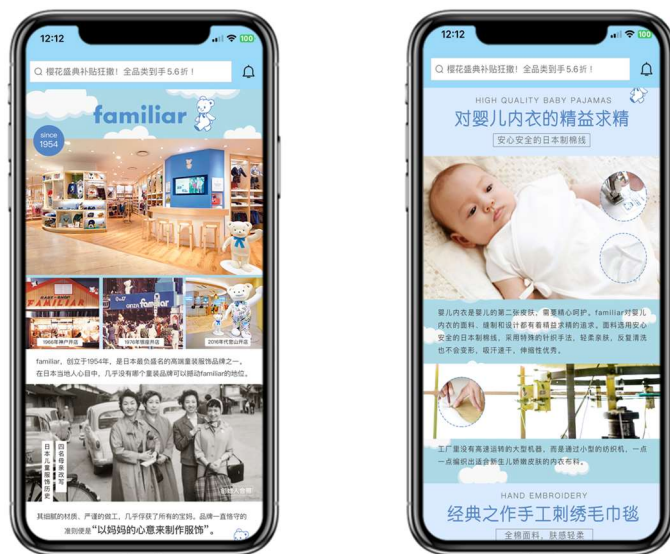 12:12
100
樱花盛典补贴狂撒！全品类到手5.6折！
familiar
since
1954
FAMILIAR
familiar
1966年神户开店
1976年银座开店
2016年代官山开店
familiar，创立于1954年，是日本最负盛名的高端童装服饰品牌之一。
在日本当地人心目中，几乎没有哪个童装品牌可以撼动familiar的地位。
四名母亲改写
日本儿童服饰历史
创始人合照
其细腻的材质，严谨的做工，几乎俘获了所有的宝妈。品牌一直恪守的
准则便是“以妈妈的心意来制作服饰”。
12:12
100
樱花盛典补贴狂撒！全品类到手5.6折！
HIGH QUALITY BABY PAJAMAS
对婴儿内衣的精益求精
安心安全的日本制棉线
婴儿内衣是婴儿的第二张皮肤，需要精心呵护。familiar对婴儿
内衣的面料、缝制和设计都有着精益求精的追求，面料选用安心
安全的日本制棉线，采用特殊的针织手法，轻柔亲肤，反复清洗
也不会变形，吸汗速干，伸缩性优秀。
工厂里没有高速运转的大型机器，而是通过小型的纺织机，一点
一点编织出适合新生儿娇嫩皮肤的内衣布料。
HAND EMBROIDERY
经典之作手工刺绣毛巾毯
全棉面料，肤感轻柔